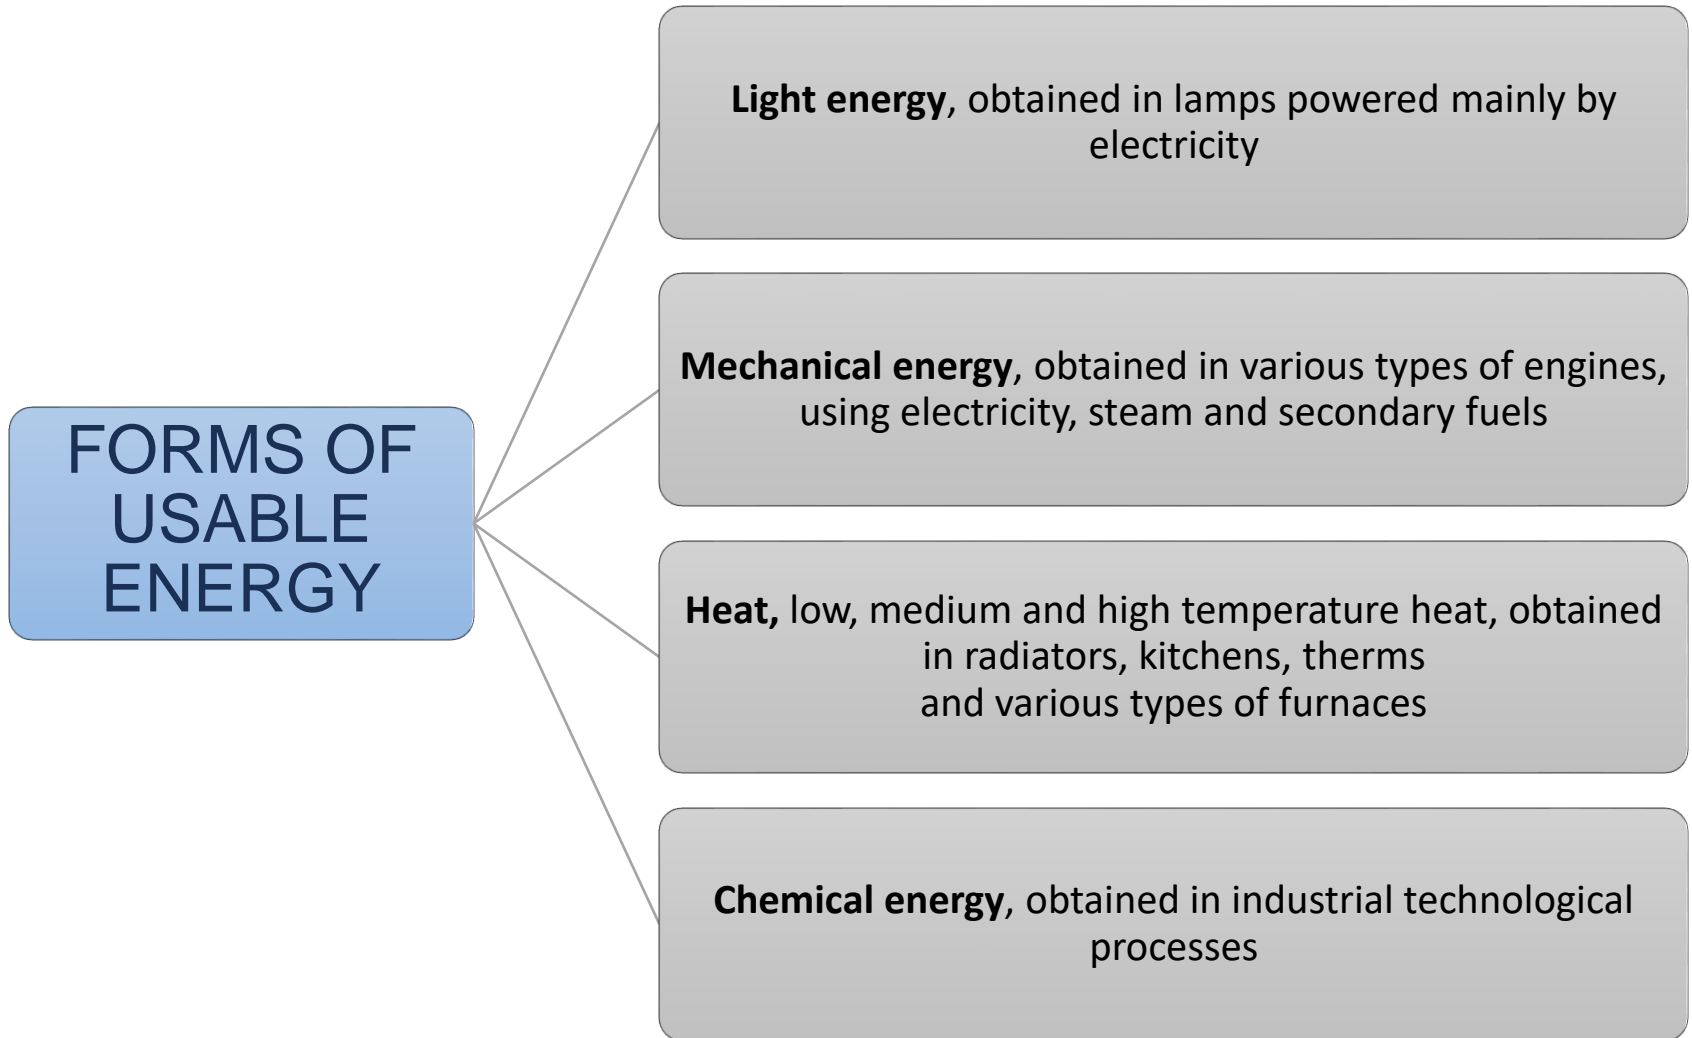 FORMS OF
USABLE
ENERGY
Light energy, obtained in lamps powered mainly by
electricity
Mechanical energy, obtained in various types of engines,
using electricity, steam and secondary fuels
Heat, low, medium and high temperature heat, obtained
in radiators, kitchens, therms
and various types of furnaces
Chemical energy, obtained in industrial technological
processes